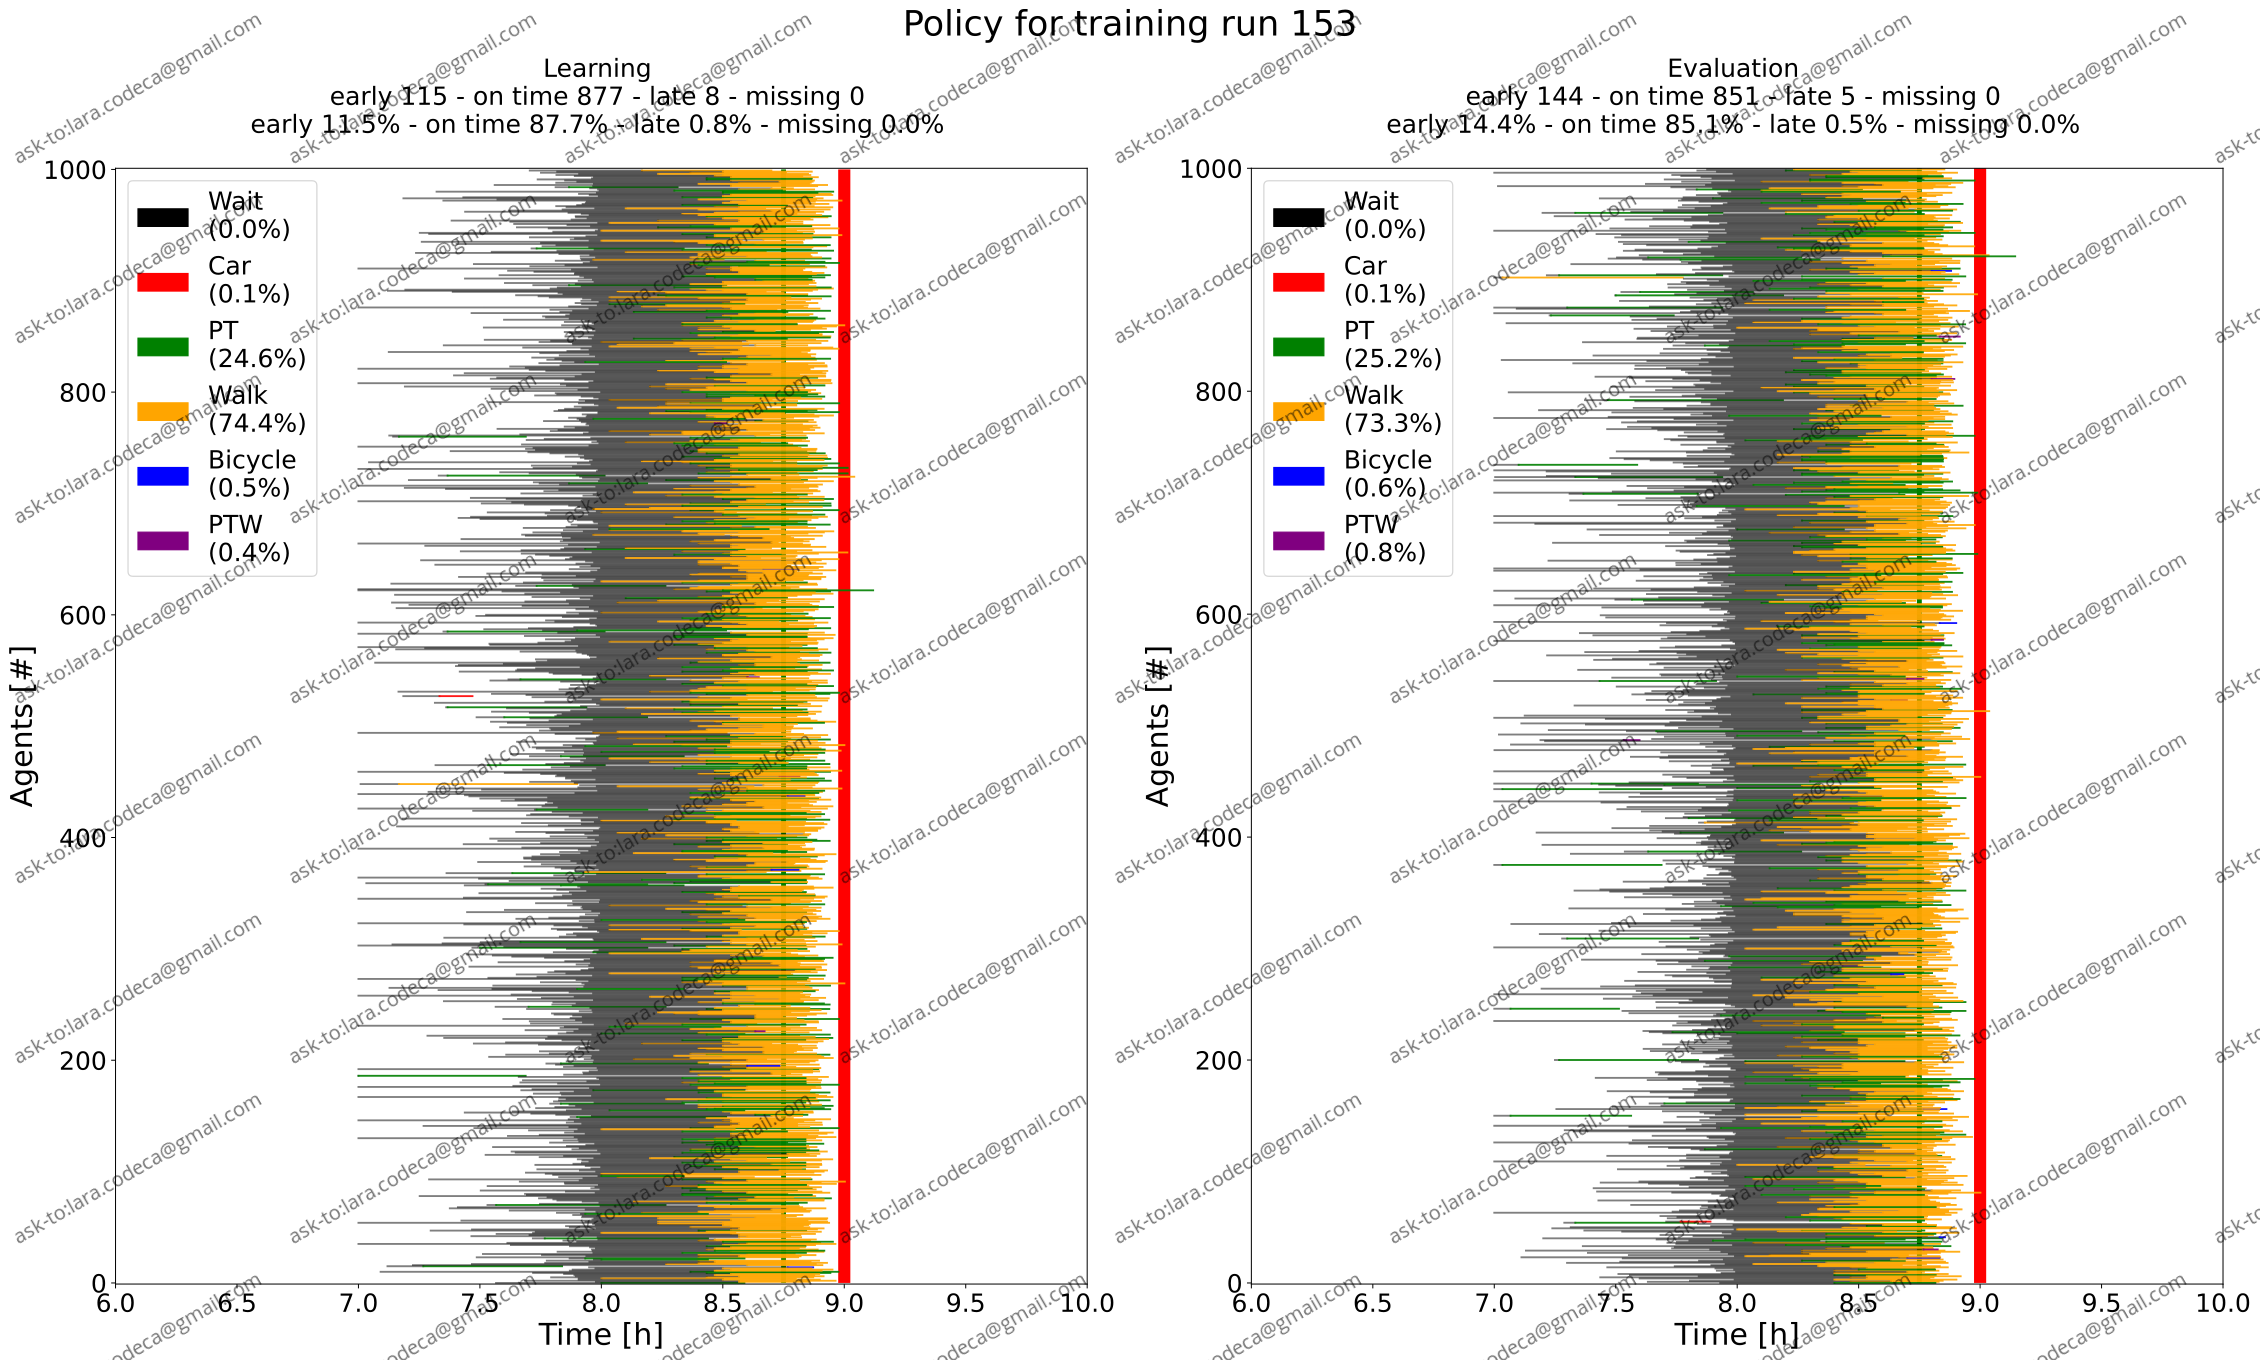 Policy for training run 153
Learning
early 115 - on time 877 - late 8 - missing 0
early 11.5% - on time 87.7% - late 0.8% - missing 0.0%
Agents [#]
1000
800
600
400
200
0
Wait
(0.0%)
Car
(0.1%)
PT
(24.6%)
Walk
(74.4%)
Bicycle
(0.5%)
PTW
(0.4%)
6.0 6.5 7.0 7.5 8.0 8.5 9.0 9.5 10.0
Time [h]
Evaluation
early 144 - on time 851 - late 5 - missing 0
early 14.4% - on time 85.1% - late 0.5% - missing 0.0%
Agents [#]
1000
800
600
400
200
0
Wait
(0.0%)
Car
(0.1%)
PT
(25.2%)
Walk
(73.3%)
Bicycle
(0.6%)
PTW
(0.8%)
6.0 6.5 7.0 7.5 8.0 8.5 9.0 9.5 10.0
Time [h]
ask-to:lara.codeca@gmail.com